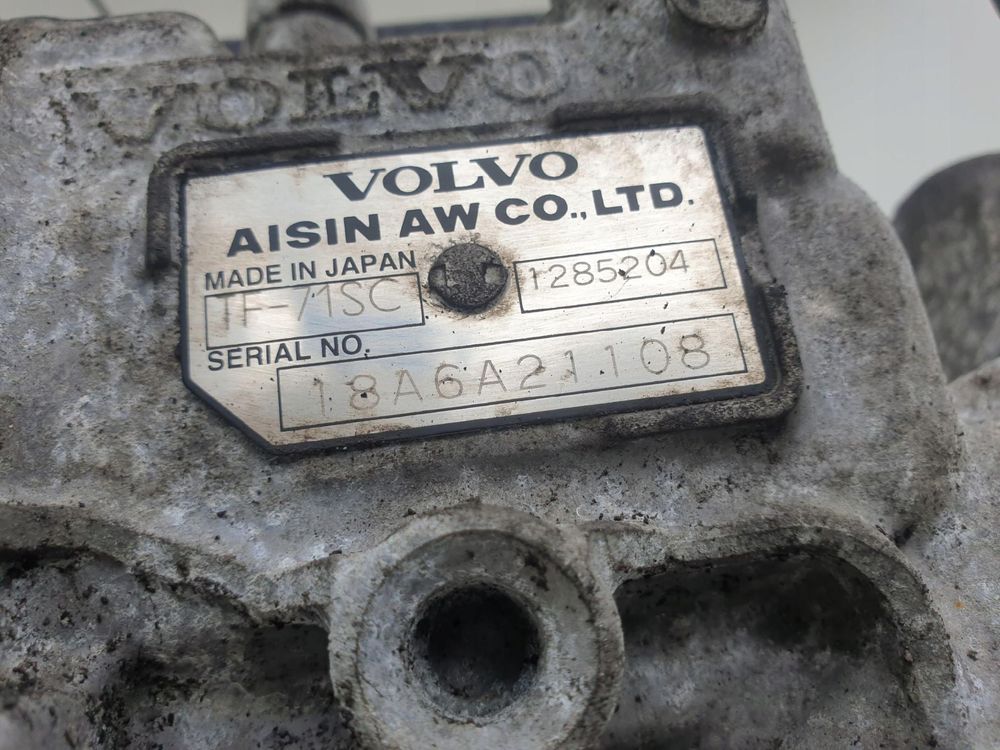 VOLVO
VOLVO
AISIN AW CO., LTD.
MADE IN JAPAN
TF-71SC 1285204
SERIAL NO.
18A6A21108